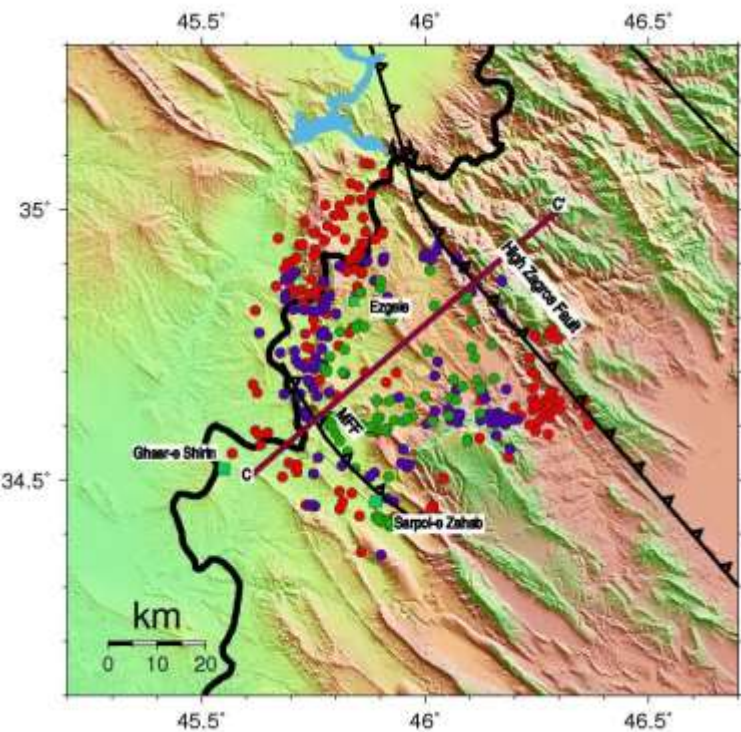 45.5° 46° 46.5°
35°
C'
High Zagros Fault
Ezgele
MFF
Ghasr-e Shirin
34.5°
C
Sarpol-e Zahab
km
0 10 20
45.5° 46° 46.5°